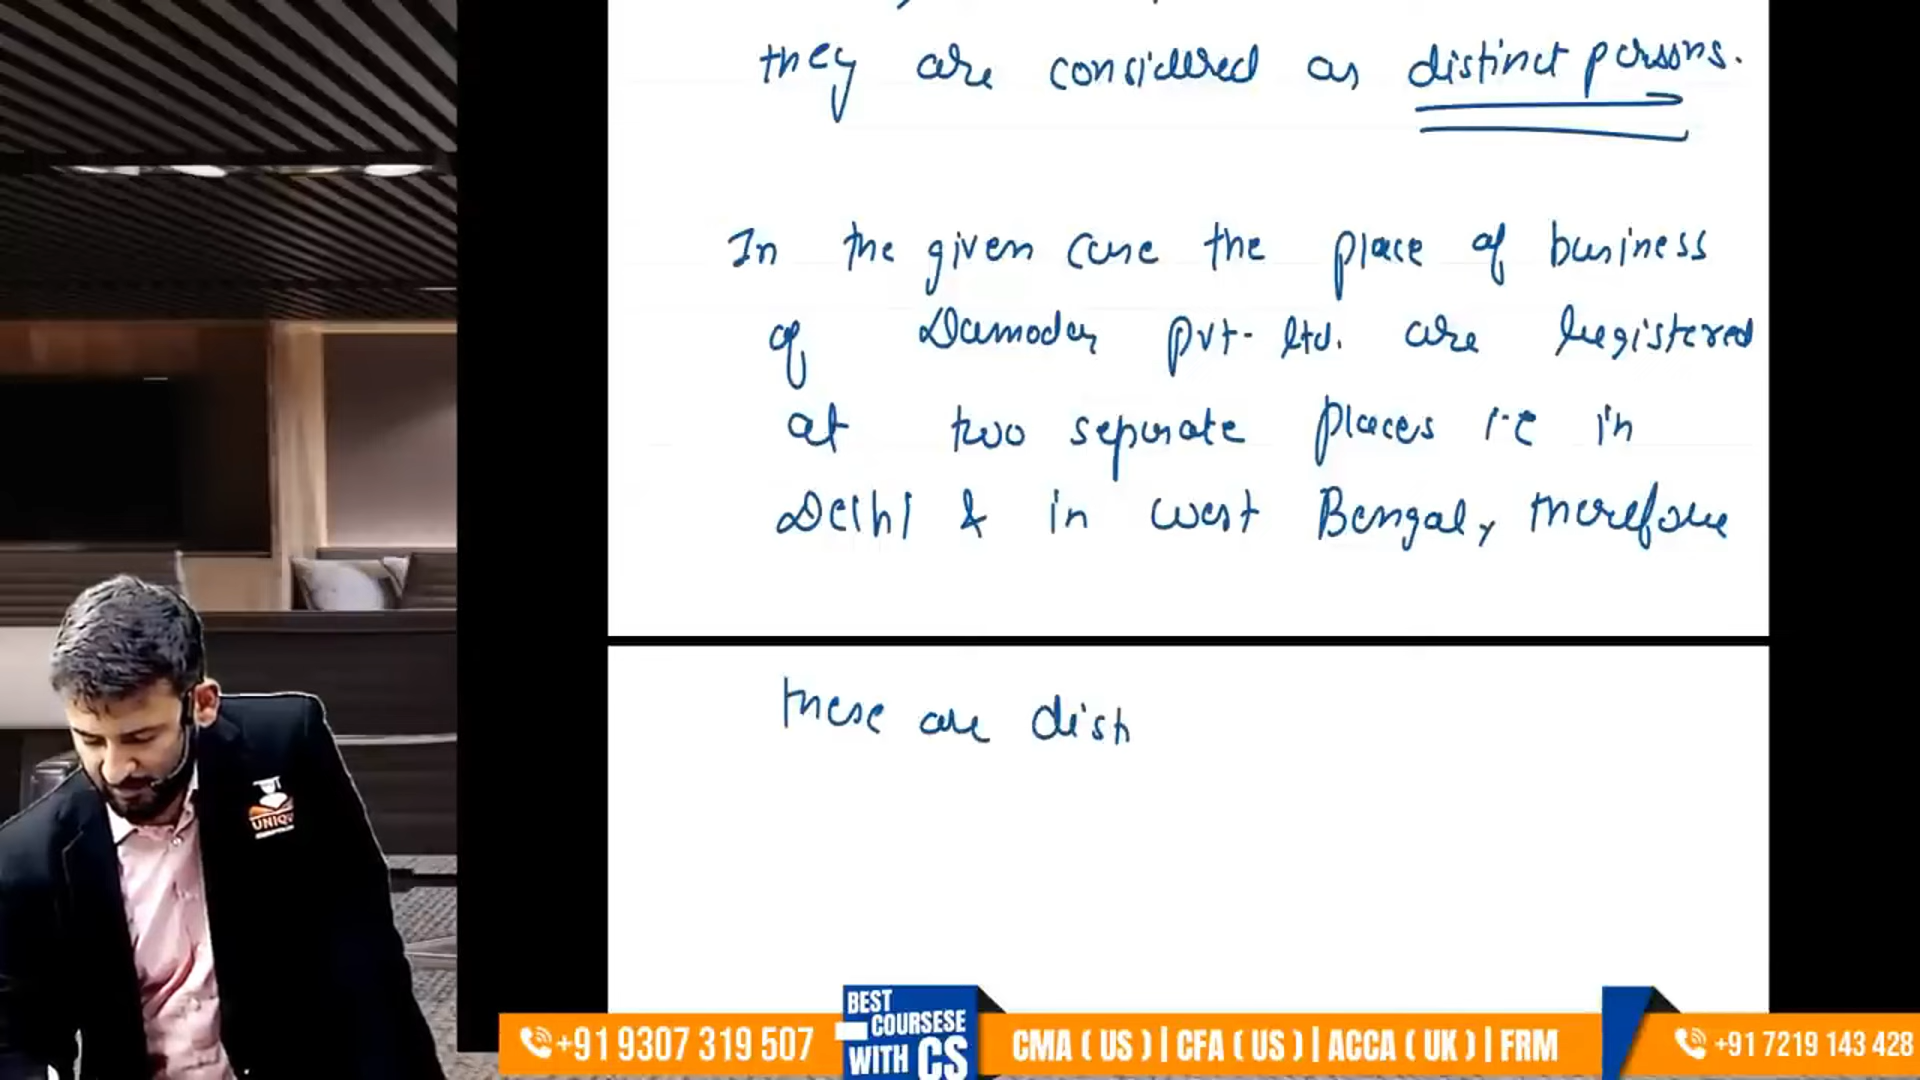 they are considered as distinct persons.
In the given case the place of business
of Damodar pvt. ltd. are registered
at two separate places i.e in
Delhi & in west Bengal, therefore
these are disti
UNIQUE
BEST
COURSESE
WITH CS
+91 9307 319 507
CMA ( US ) | CFA ( US ) | ACCA ( UK ) | FRM
+91 7219 143 428